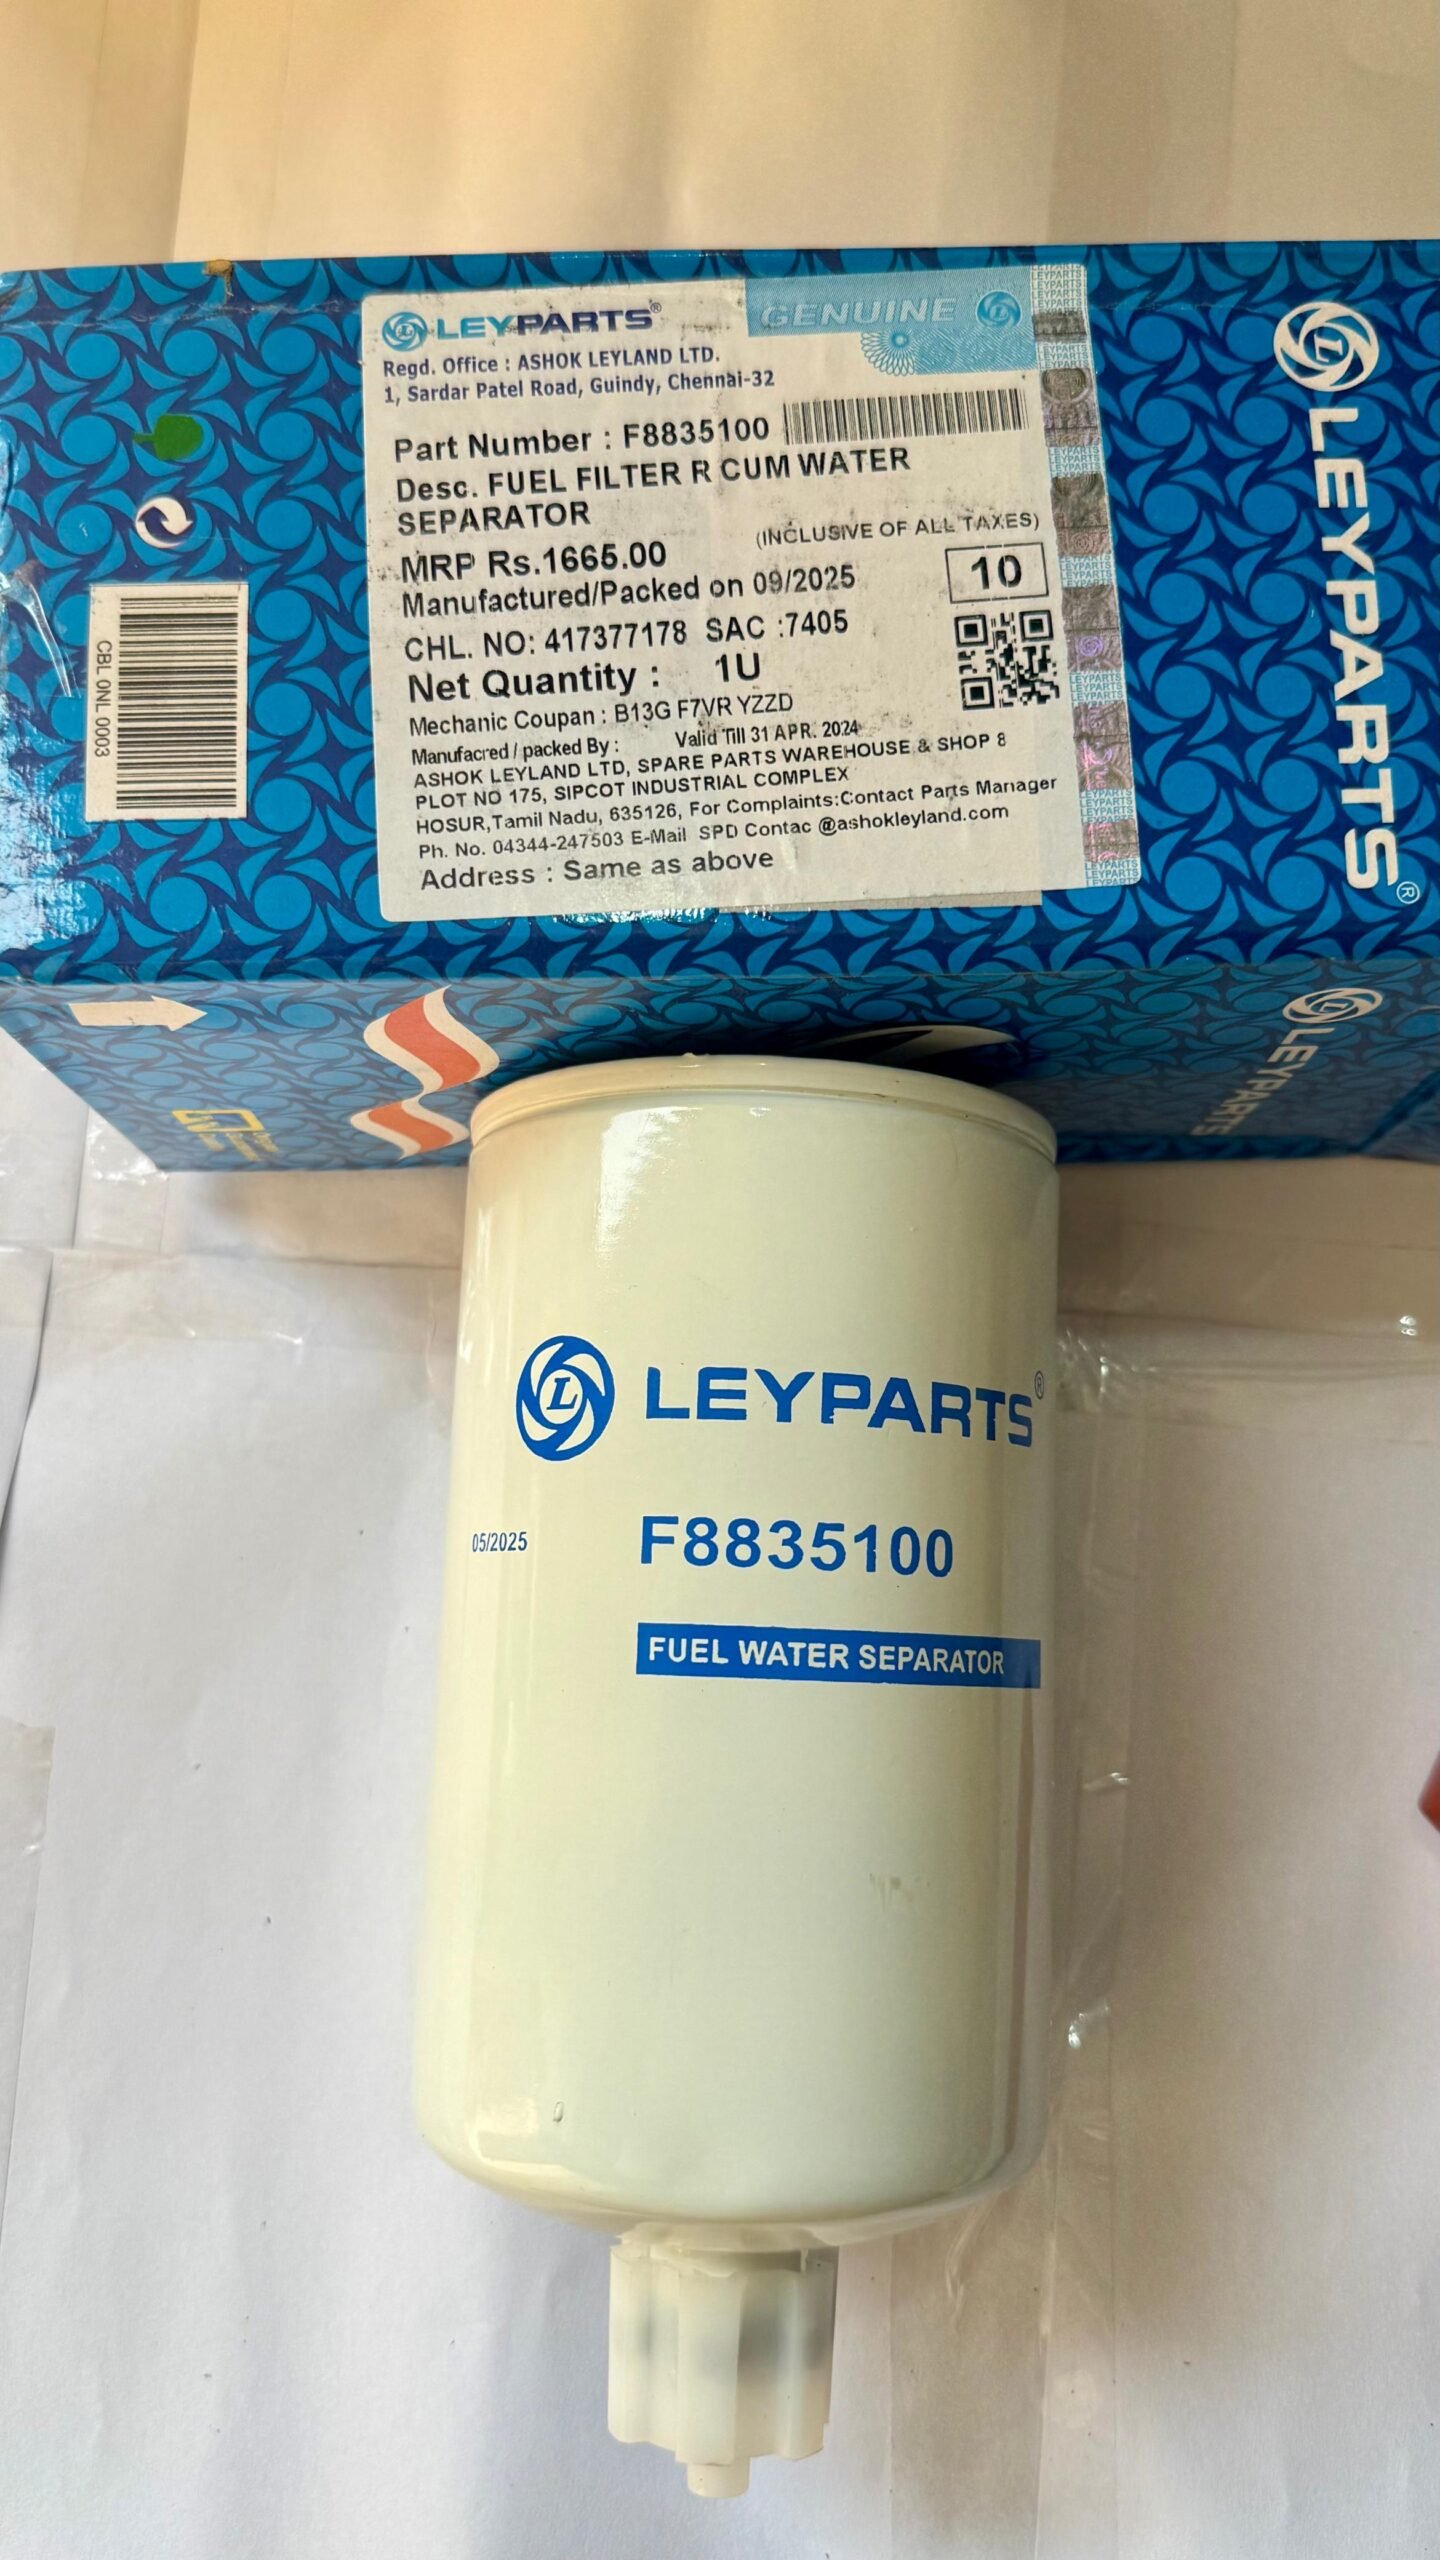 LEYPARTS®
GENUINE
Regd. Office : ASHOK LEYLAND LTD.
1, Sardar Patel Road, Guindy, Chennai-32
Part Number : F8835100
Desc. FUEL FILTER R CUM WATER
SEPARATOR
(INCLUSIVE OF ALL TAXES)
MRP Rs.1665.00
Manufactured/Packed on 09/2025
10
CHL. NO: 417377178 SAC :7405
Net Quantity : 1U
Mechanic Coupan : B13G F7VR YZZD
Valid Till 31 APR. 2024
Manufacred / packed By :
ASHOK LEYLAND LTD, SPARE PARTS WAREHOUSE & SHOP 8
PLOT NO 175, SIPCOT INDUSTRIAL COMPLEX
HOSUR,Tamil Nadu, 635126, For Complaints:Contact Parts Manager
Ph. No. 04344-247503 E-Mail SPD Contac @ashokleyland.com
Address : Same as above
CBL 0NL 0003
LEYPARTS®
LEYPARTS
L LEYPARTS®
05/2025
F8835100
FUEL WATER SEPARATOR